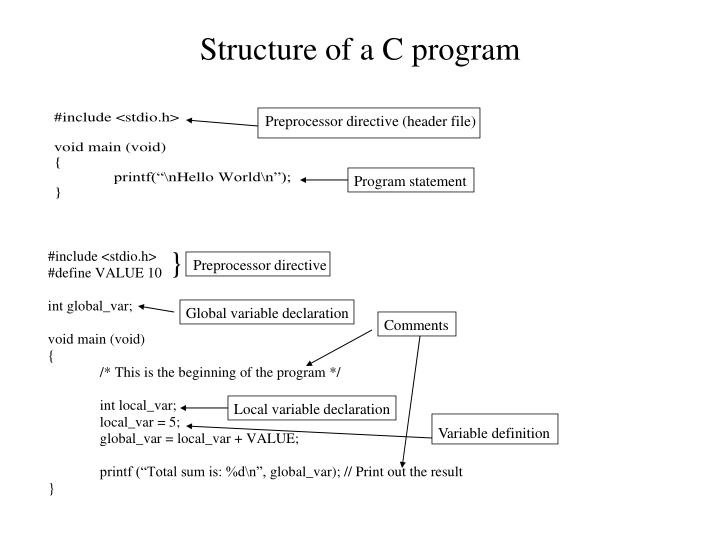 Structure of a C program
#include <stdio.h>
Preprocessor directive (header file)
void main (void)
{
printf(“\nHello World\n”);
Program statement
}
#include <stdio.h>
#define VALUE 10
}
Preprocessor directive
int global_var;
Global variable declaration
Comments
void main (void)
{
/* This is the beginning of the program */
int local_var;
Local variable declaration
local_var = 5;
Variable definition
global_var = local_var + VALUE;
printf (“Total sum is: %d\n”, global_var); // Print out the result
}